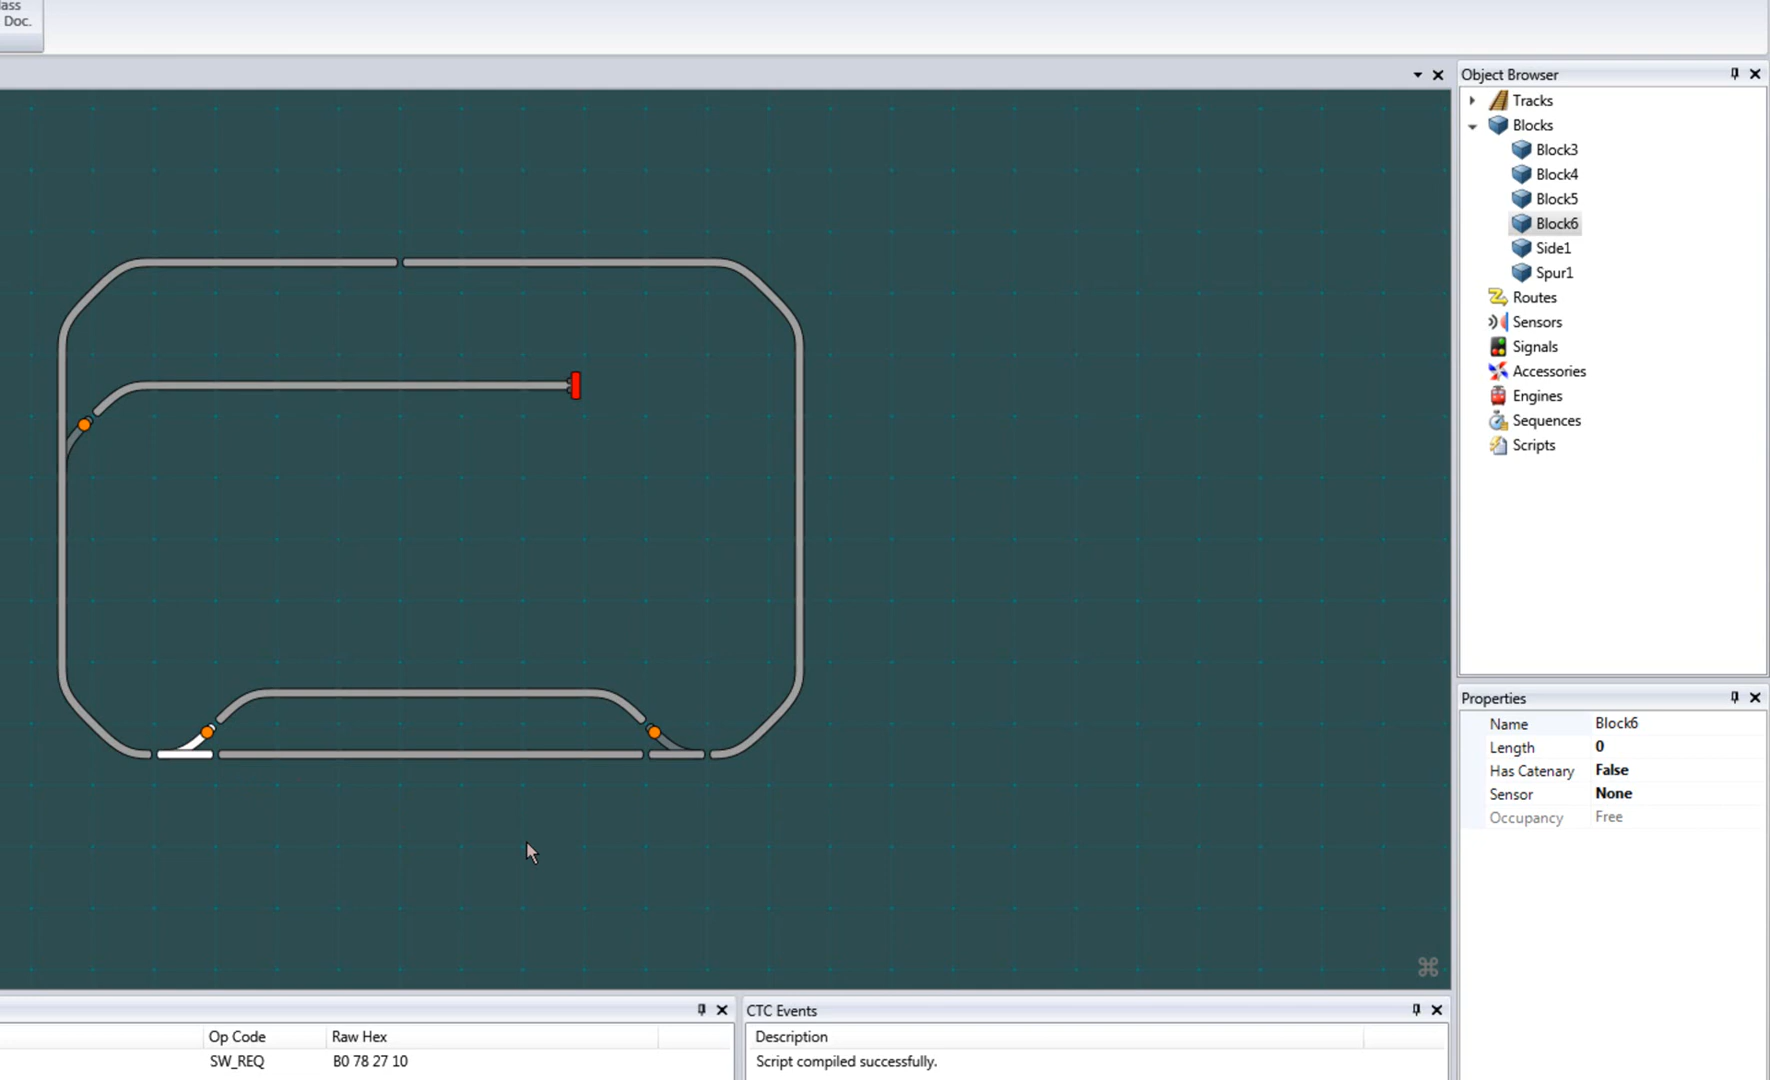 ass
Doc.
Object Browser
Tracks
Blocks
Block3
Block4
Block5
Block6
Side1
Spur1
Routes
Sensors
Signals
Accessories
Engines
Sequences
Scripts
Properties
Name Block6
Length 0
Has Catenary False
Sensor None
Occupancy Free
Op Code Raw Hex
SW_REQ B0 78 27 10
CTC Events
Description
Script compiled successfully.